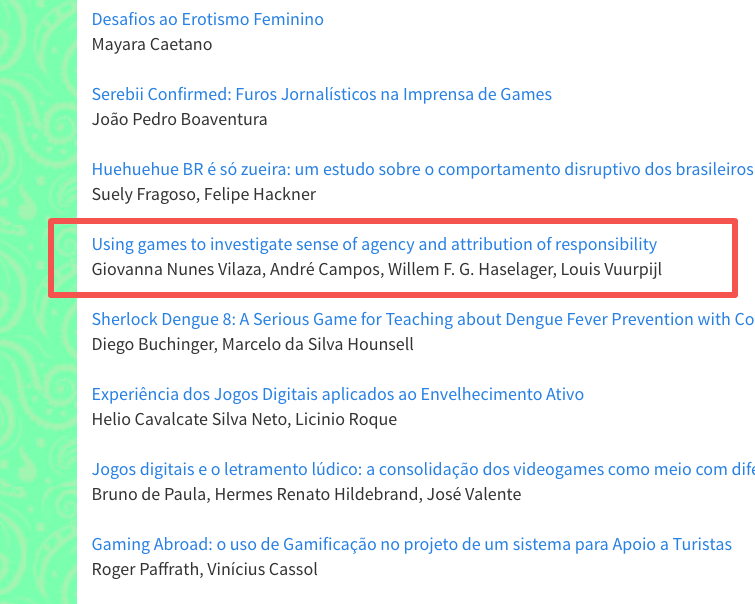 Desafios ao Erotismo Feminino
Mayara Caetano
Serebii Confirmed: Furos Jornalísticos na Imprensa de Games
João Pedro Boaventura
Huehuehue BR é só zueira: um estudo sobre o comportamento disruptivo dos brasileiros
Suely Fragoso, Felipe Hackner
Using games to investigate sense of agency and attribution of responsibility
Giovanna Nunes Vilaza, André Campos, Willem F. G. Haselager, Louis Vuurpijl
Sherlock Dengue 8: A Serious Game for Teaching about Dengue Fever Prevention with Co
Diego Buchinger, Marcelo da Silva Hounsell
Experiência dos Jogos Digitais aplicados ao Envelhecimento Ativo
Helio Cavalcate Silva Neto, Licinio Roque
Jogos digitais e o letramento lúdico: a consolidação dos videogames como meio com dife
Bruno de Paula, Hermes Renato Hildebrand, José Valente
Gaming Abroad: o uso de Gamificação no projeto de um sistema para Apoio a Turistas
Roger Paffrath, Vinícius Cassol